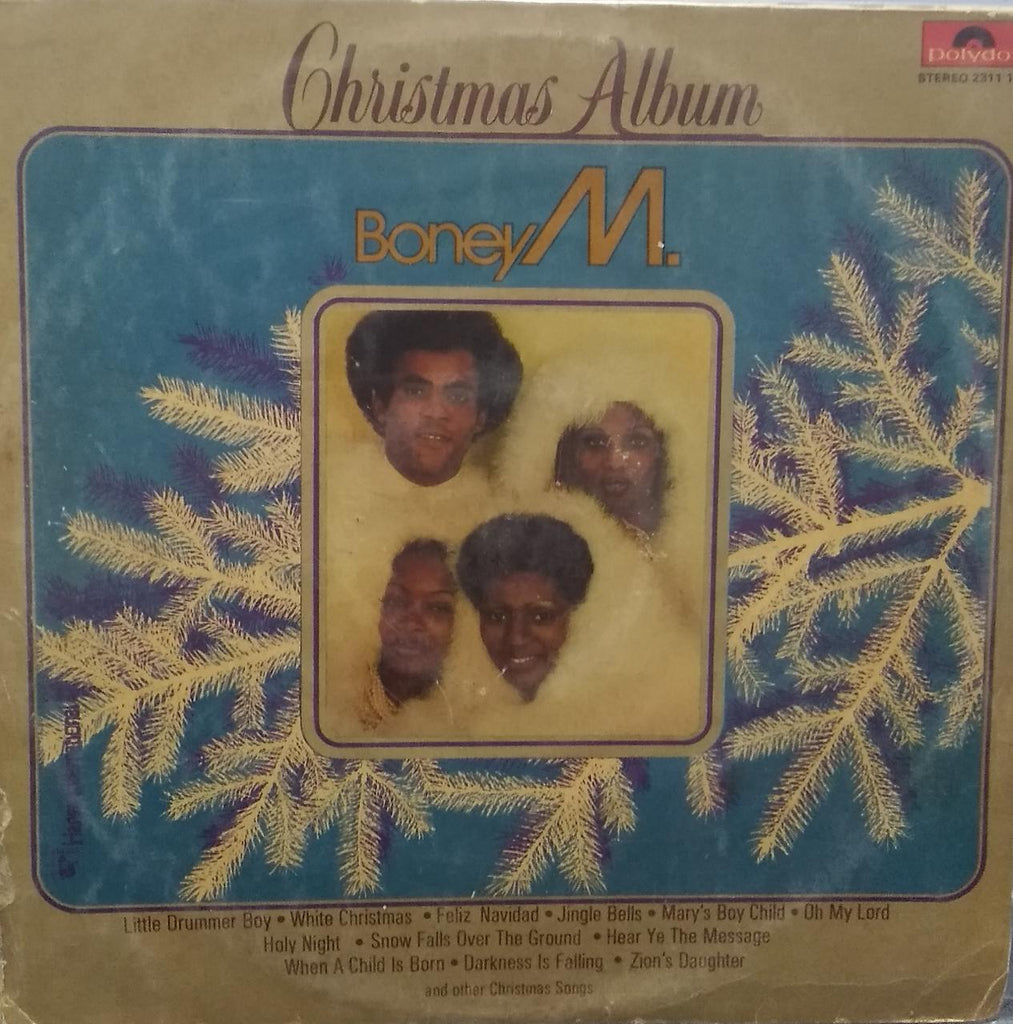 Christmas Album
polydo
STEREO 2311 1
Boney M.
Little Drummer Boy • White Christmas • Feliz Navidad • Jingle Bells • Mary's Boy Child • Oh My Lord
Holy Night • Snow Falls Over The Ground • Hear Ye The Message
When A Child Is Born • Darkness Is Falling • Zion's Daughter
and other Christmas Songs